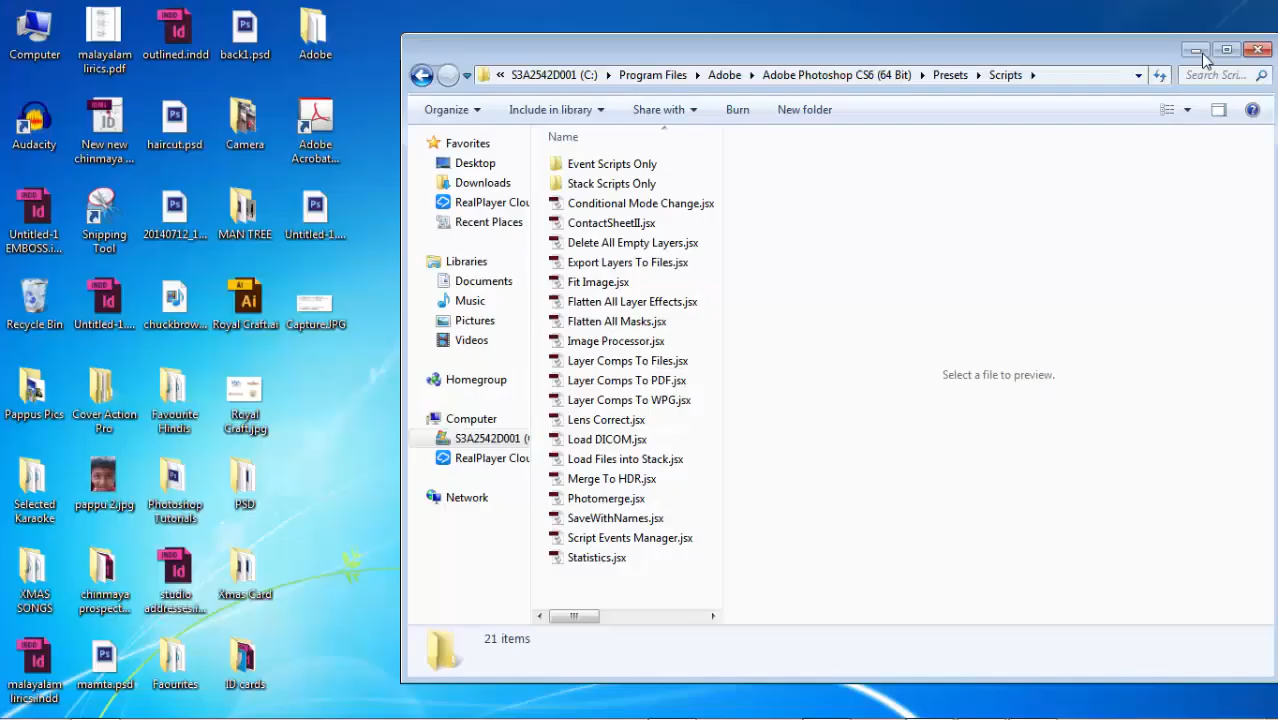 Computer
malayalam
lirics.pdf
outlined.indd
back1.psd
Adobe
Audacity
New new
chinmaya ...
haircut.psd
Camera
Adobe
Acrobat...
Untitled-1
EMBOSS.i...
Snipping
Tool
20140712_1...
MAN TREE
Untitled-1....
Recycle Bin
Untitled-1....
chuckbrow...
Royal Craft.ai
Capture.JPG
Pappus Pics
Cover Action
Pro
Favourite
Hindis
Royal
Craft.jpg
Selected
Karaoke
pappu 2.jpg
Photoshop
Tutorials
PSD
XMAS
SONGS
chinmaya
prospect...
studio
addresses.i...
Xmas Card
malayalam
lirics.indd
mamta.psd
Faourites
ID cards
« S3A2542D001 (C:) Program Files Adobe Adobe Photoshop CS6 (64 Bit) Presets Scripts
Search Scri...
Organize Include in library Share with Burn New folder
Favorites
Desktop
Downloads
RealPlayer Clou
Recent Places
Libraries
Documents
Music
Pictures
Videos
Homegroup
Computer
S3A2542D001 (
RealPlayer Clou
Network
Name
Event Scripts Only
Stack Scripts Only
Conditional Mode Change.jsx
ContactSheetII.jsx
Delete All Empty Layers.jsx
Export Layers To Files.jsx
Fit Image.jsx
Flatten All Layer Effects.jsx
Flatten All Masks.jsx
Image Processor.jsx
Layer Comps To Files.jsx
Layer Comps To PDF.jsx
Layer Comps To WPG.jsx
Lens Correct.jsx
Load DICOM.jsx
Load Files into Stack.jsx
Merge To HDR.jsx
Photomerge.jsx
SaveWithNames.jsx
Script Events Manager.jsx
Statistics.jsx
Select a file to preview.
21 items